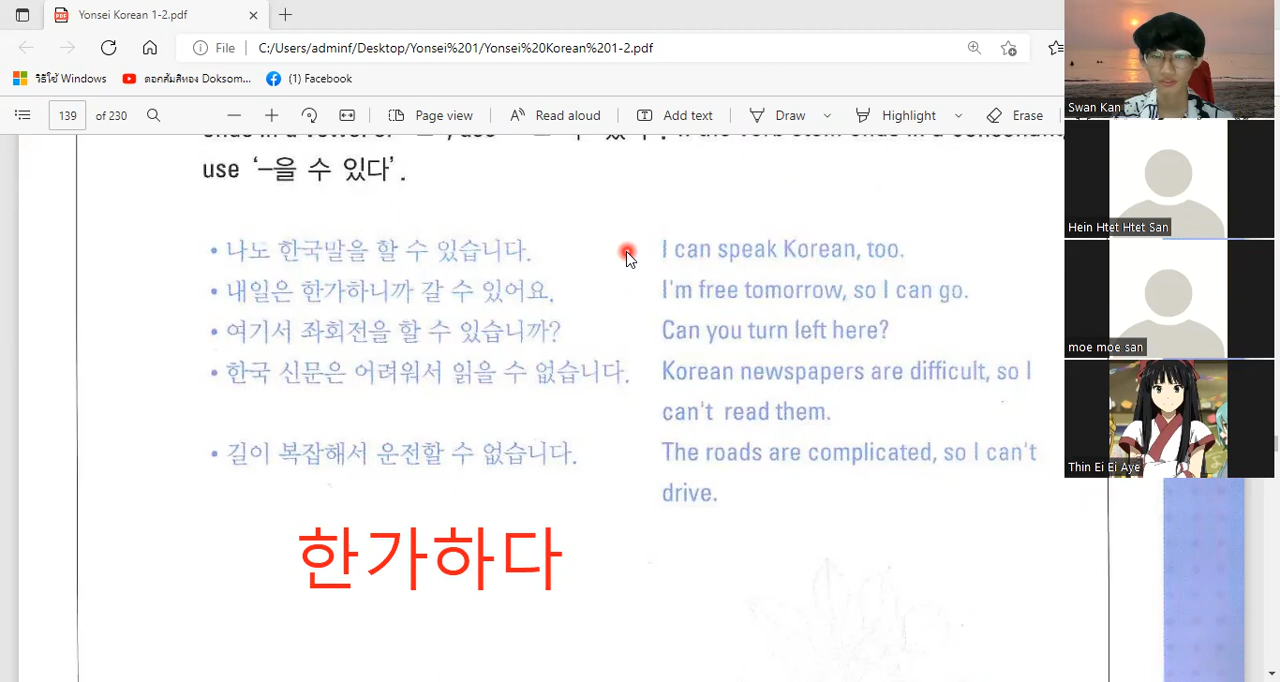 Yonsei Korean 1-2.pdf
File
C:/Users/adminf/Desktop/Yonsei%201/Yonsei%20Korean%201-2.pdf
วิธีใช้ Windows
ดอกส้มสีทอง Doksom...
(1) Facebook
139
of 230
Page view
Read aloud
Add text
Draw
Highlight
Erase
use ‘–을 수 있다’.
• 나도 한국말을 할 수 있습니다.
I can speak Korean, too.
• 내일은 한가하니까 갈 수 있어요.
I'm free tomorrow, so I can go.
• 여기서 좌회전을 할 수 있습니까?
Can you turn left here?
• 한국 신문은 어려워서 읽을 수 없습니다.
Korean newspapers are difficult, so I
can't read them.
• 길이 복잡해서 운전할 수 없습니다.
The roads are complicated, so I can't
drive.
한가하다
Swan Kan
Hein Htet Htet San
moe moe san
Thin Ei Ei Aye